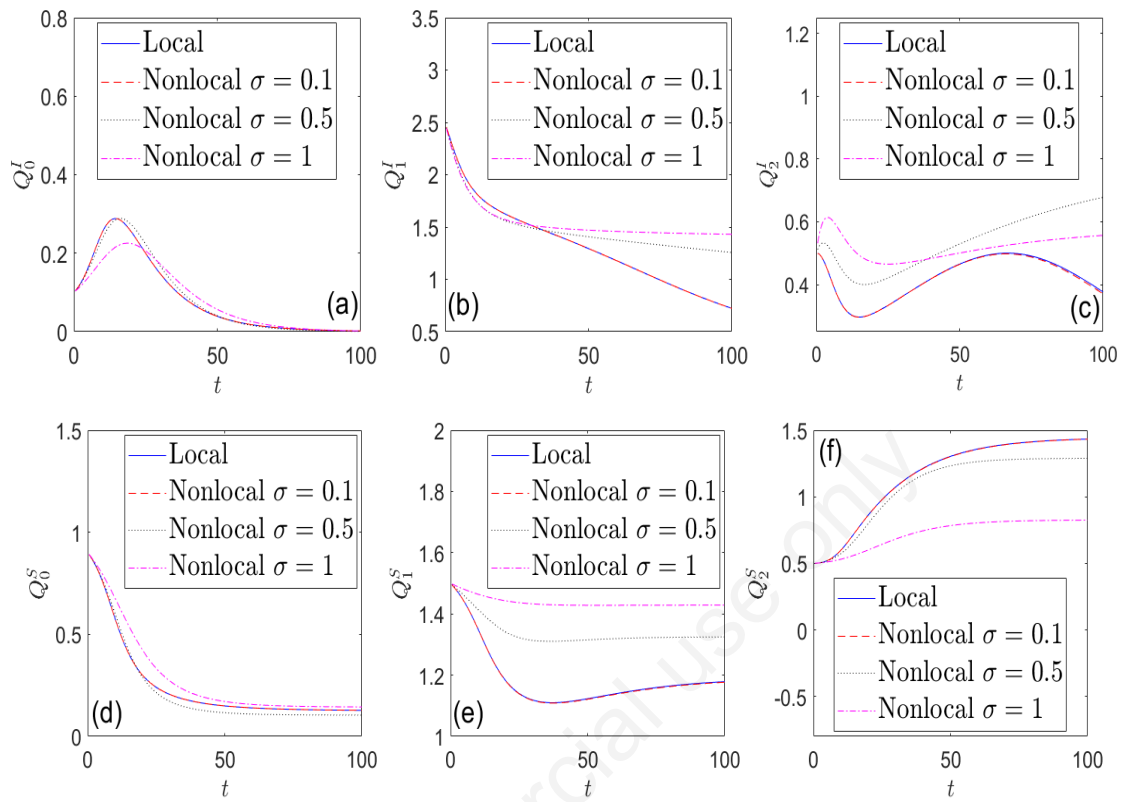 0.8
0.6
0.4
0.2
0
Q_0^I
Local
Nonlocal σ = 0.1
Nonlocal σ = 0.5
Nonlocal σ = 1
(a)
0 50 100
t
3.5
3
2.5
2
1.5
1
0.5
Q_1^I
Local
Nonlocal σ = 0.1
Nonlocal σ = 0.5
Nonlocal σ = 1
(b)
0 50 100
t
1.2
1
0.8
0.6
0.4
Q_2^I
Local
Nonlocal σ = 0.1
Nonlocal σ = 0.5
Nonlocal σ = 1
(c)
0 50 100
t
1.5
1
0.5
0
Q_0^S
Local
Nonlocal σ = 0.1
Nonlocal σ = 0.5
Nonlocal σ = 1
(d)
0 50 100
t
2
1.8
1.6
1.4
1.2
1
Q_1^S
Local
Nonlocal σ = 0.1
Nonlocal σ = 0.5
Nonlocal σ = 1
(e)
0 50 100
t
1.5
1
0.5
0
-0.5
Q_2^S
(f)
Local
Nonlocal σ = 0.1
Nonlocal σ = 0.5
Nonlocal σ = 1
0 50 100
t
rcial use only